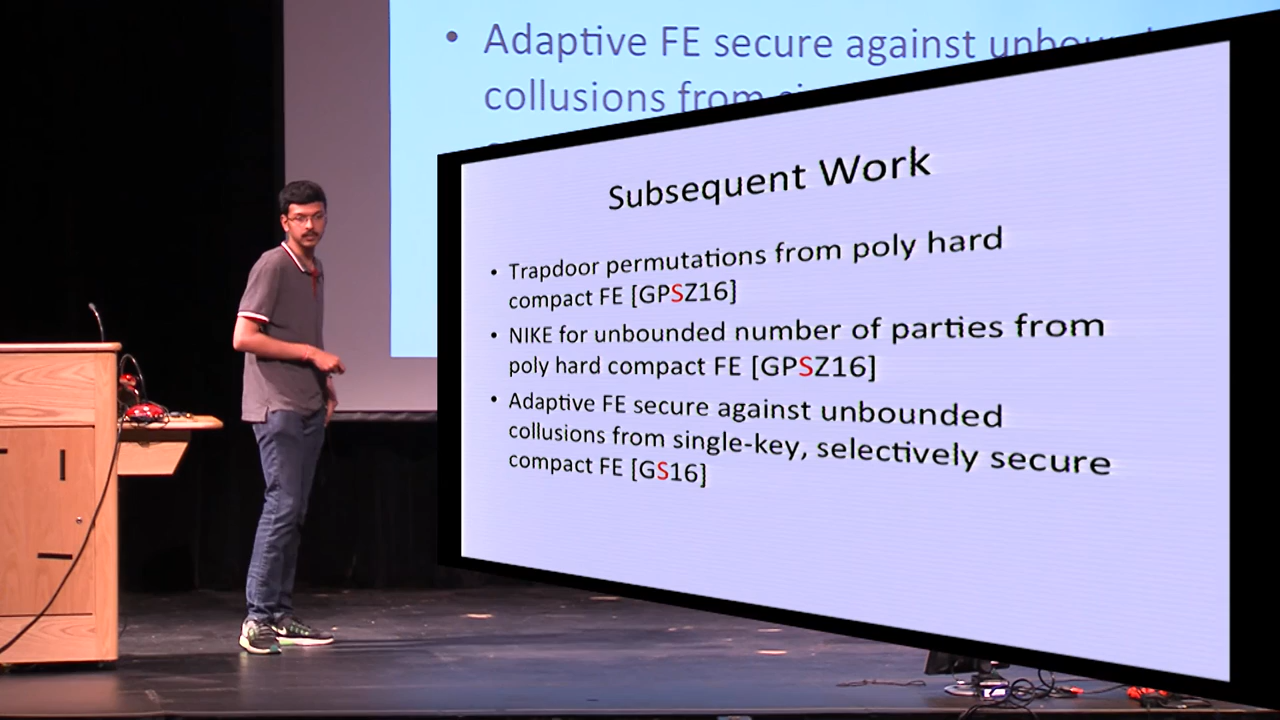 • Adaptive FE secure against
collusions from
Subsequent Work
• Trapdoor permutations from poly hard
compact FE [GPSZ16]
• NIKE for unbounded number of parties from
poly hard compact FE [GPSZ16]
• Adaptive FE secure against unbounded
collusions from single-key, selectively secure
compact FE [GS16]